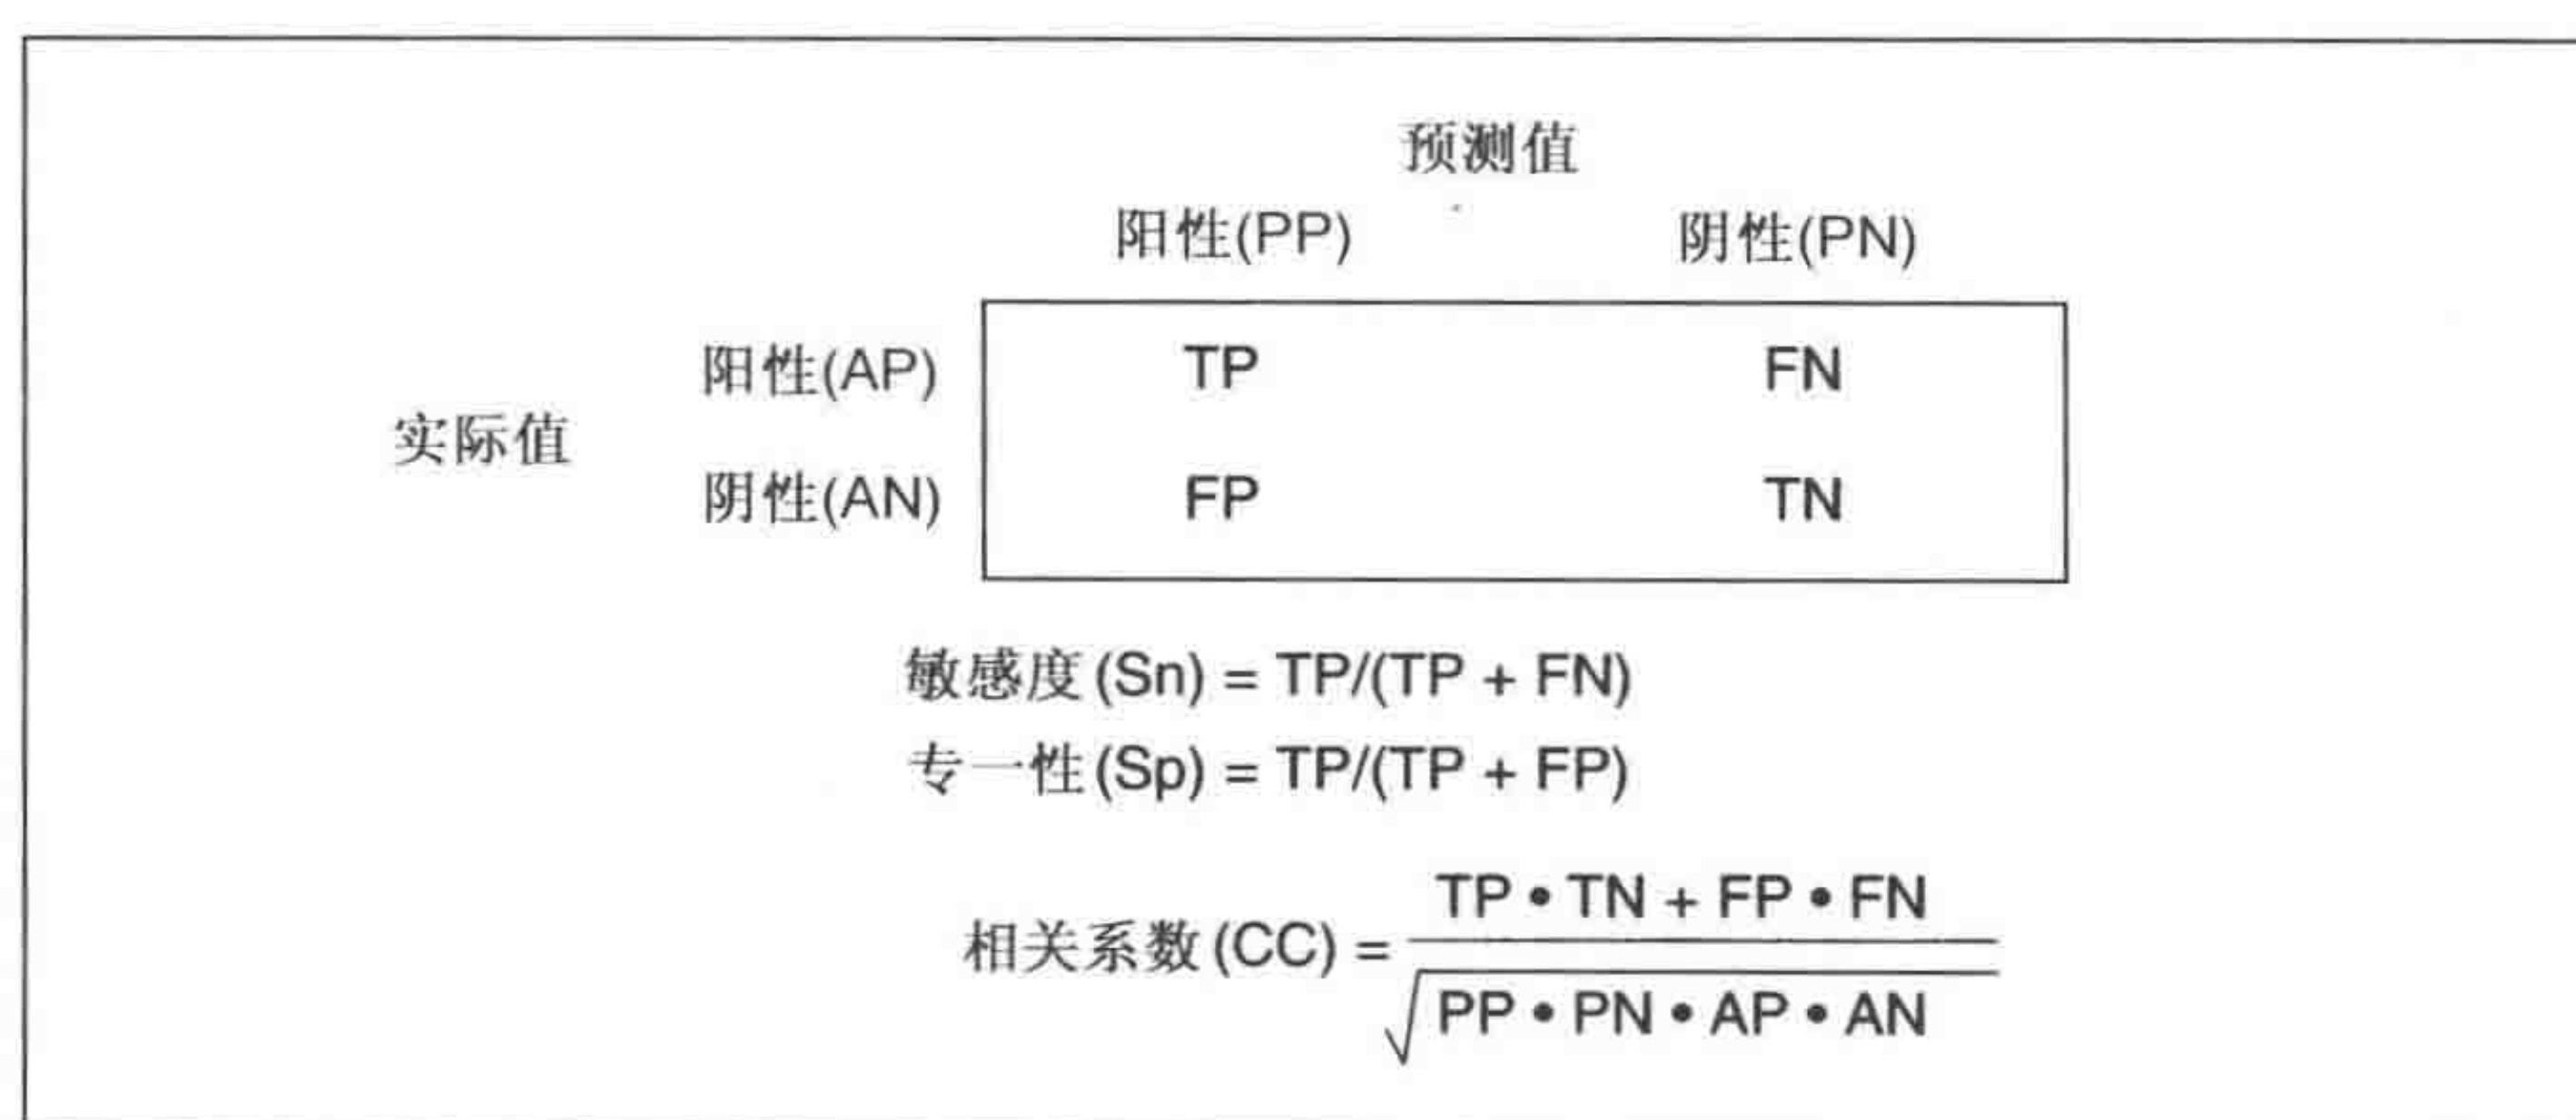 预测值
阳性(PP) 阴性(PN)
阳性(AP) TP FN
实际值
阴性(AN) FP TN
敏感度(Sn) = TP/(TP + FN)
专一性(Sp) = TP/(TP + FP)
相关系数(CC) = TP • TN + FP • FN
√PP • PN • AP • AN